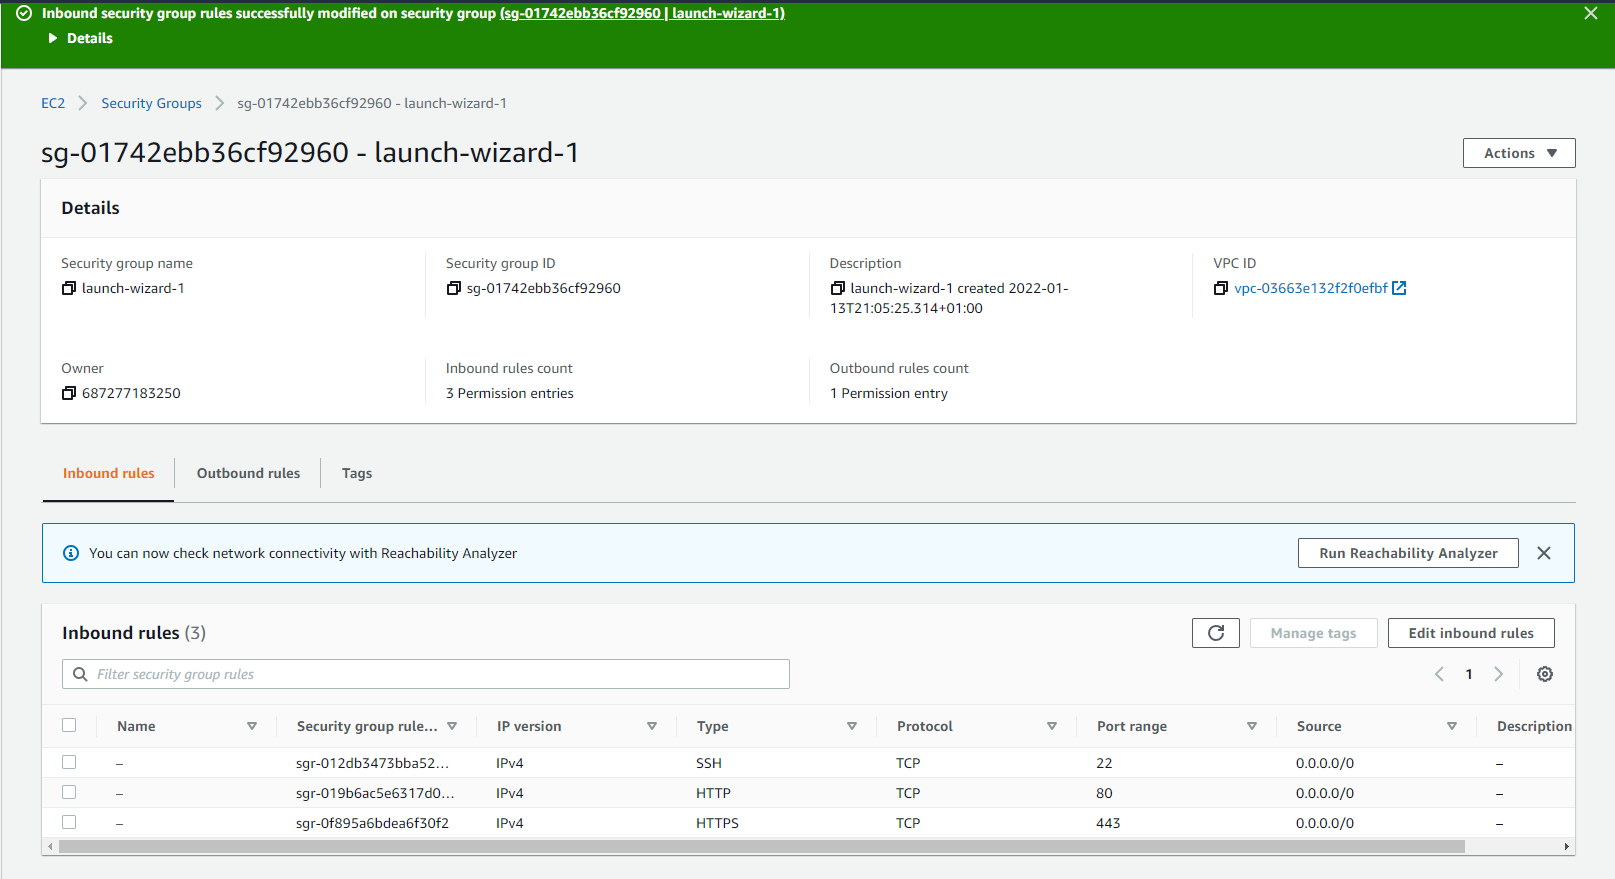 Inbound security group rules successfully modified on security group (sg-01742ebb36cf92960 | launch-wizard-1)
Details
EC2 Security Groups sg-01742ebb36cf92960 - launch-wizard-1
sg-01742ebb36cf92960 - launch-wizard-1
Actions
Details
Security group name Security group ID Description VPC ID
launch-wizard-1 sg-01742ebb36cf92960 launch-wizard-1 created 2022-01- vpc-03663e132f2f0efbf
13T21:05:25.314+01:00
Owner Inbound rules count Outbound rules count
687277183250 3 Permission entries 1 Permission entry
Inbound rules Outbound rules Tags
You can now check network connectivity with Reachability Analyzer Run Reachability Analyzer
Inbound rules (3) Manage tags Edit inbound rules
Filter security group rules 1
Name Security group rule... IP version Type Protocol Port range Source Description
– sgr-012db3473bba52... IPv4 SSH TCP 22 0.0.0.0/0 –
– sgr-019b6ac5e6317d0... IPv4 HTTP TCP 80 0.0.0.0/0 –
– sgr-0f895a6bdea6f30f2 IPv4 HTTPS TCP 443 0.0.0.0/0 –